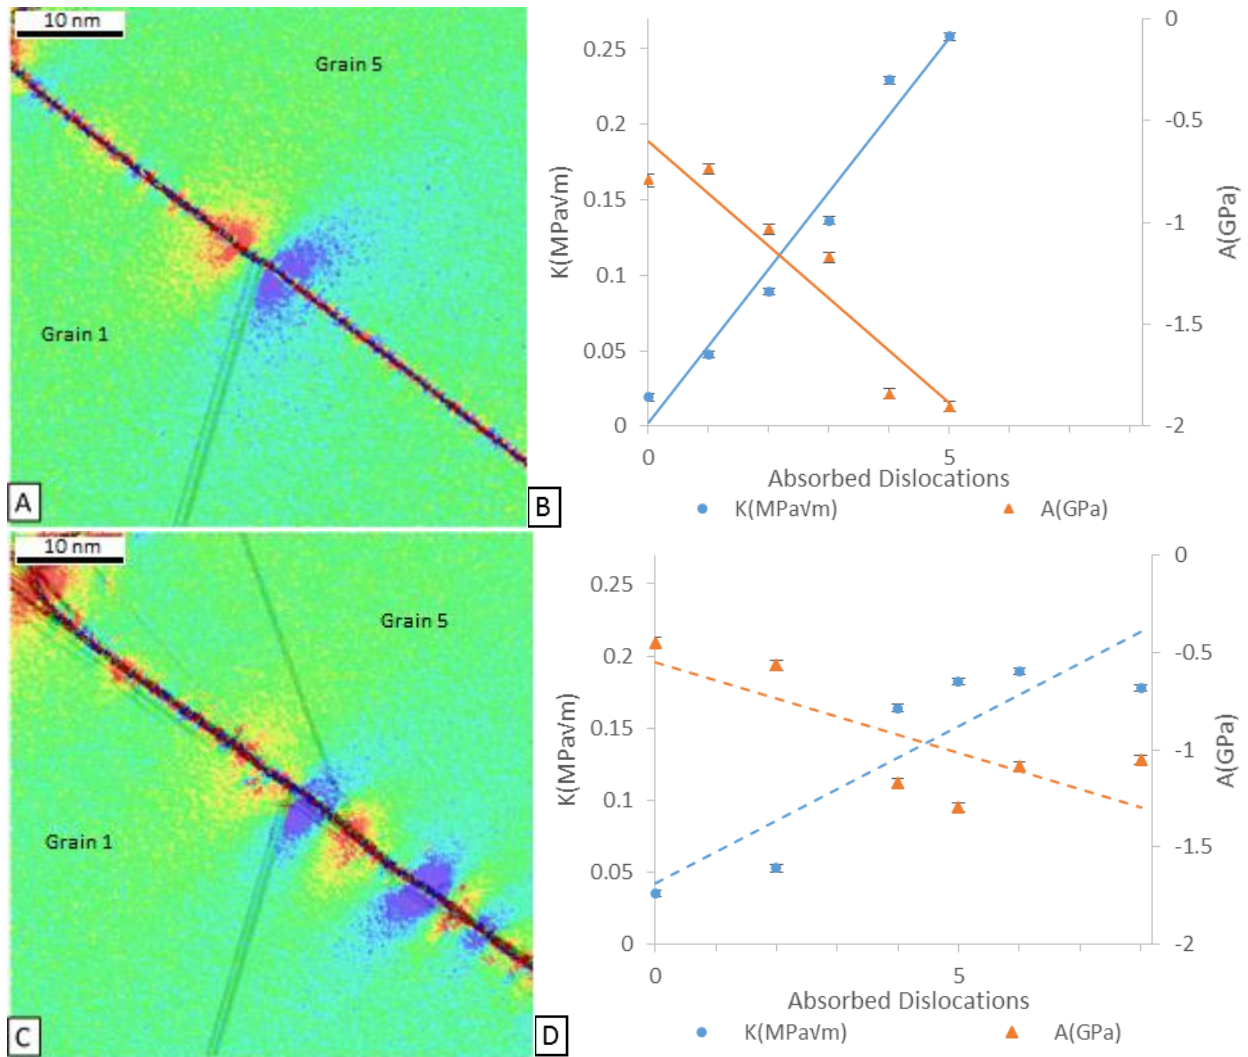 10 nm
Grain 5
Grain 1
A
0.25
0.2
0.15
0.1
0.05
0
K(MPa√m)
0
-0.5
-1
-1.5
-2
A(GPa)
0
5
Absorbed Dislocations
K(MPa√m)
A(GPa)
B
10 nm
Grain 5
Grain 1
C
0.25
0.2
0.15
0.1
0.05
0
K(MPa√m)
0
-0.5
-1
-1.5
-2
A(GPa)
0
5
Absorbed Dislocations
K(MPa√m)
A(GPa)
D